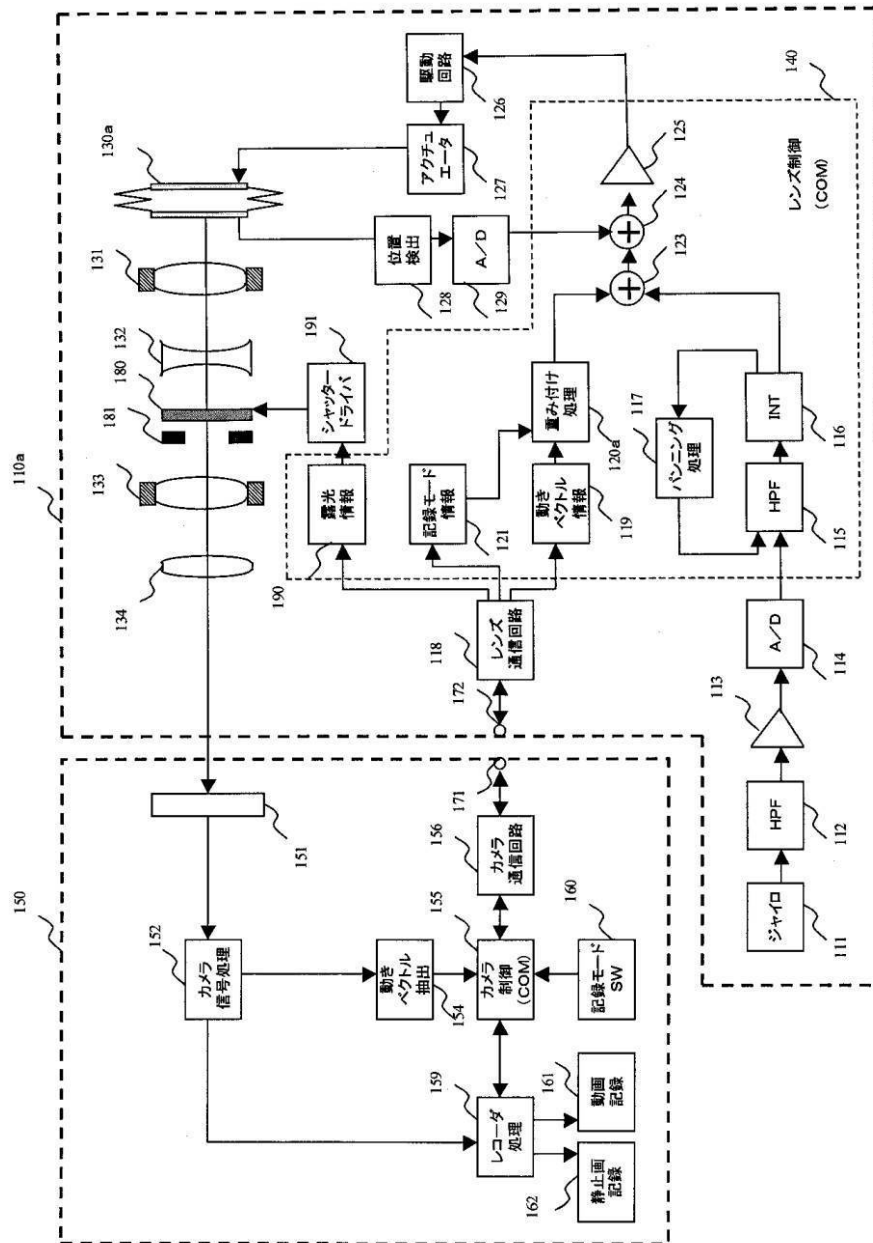 110a
130a
131
132
180
181
133
134
駆動
回路
126
アクチュ
エータ
127
140
125
124
123
レンズ制御
(COM)
位置
検出
128
A/D
129
191
シャッター
ドライバ
露光
情報
190
記録モード
情報
121
重み付け
処理
120a
動き
ベクトル
情報
119
117
パンニング
処理
INT
116
HPF
115
レンズ
通信回路
118
172
A/D
114
113
HPF
112
ジャイロ
111
150
151
152
カメラ
信号処理
171
156
カメラ
通信回路
155
カメラ
制御
(COM)
動き
ベクトル
抽出
154
160
記録モード
SW
159
レコーダ
処理
161
動画
記録
162
静止画
記録